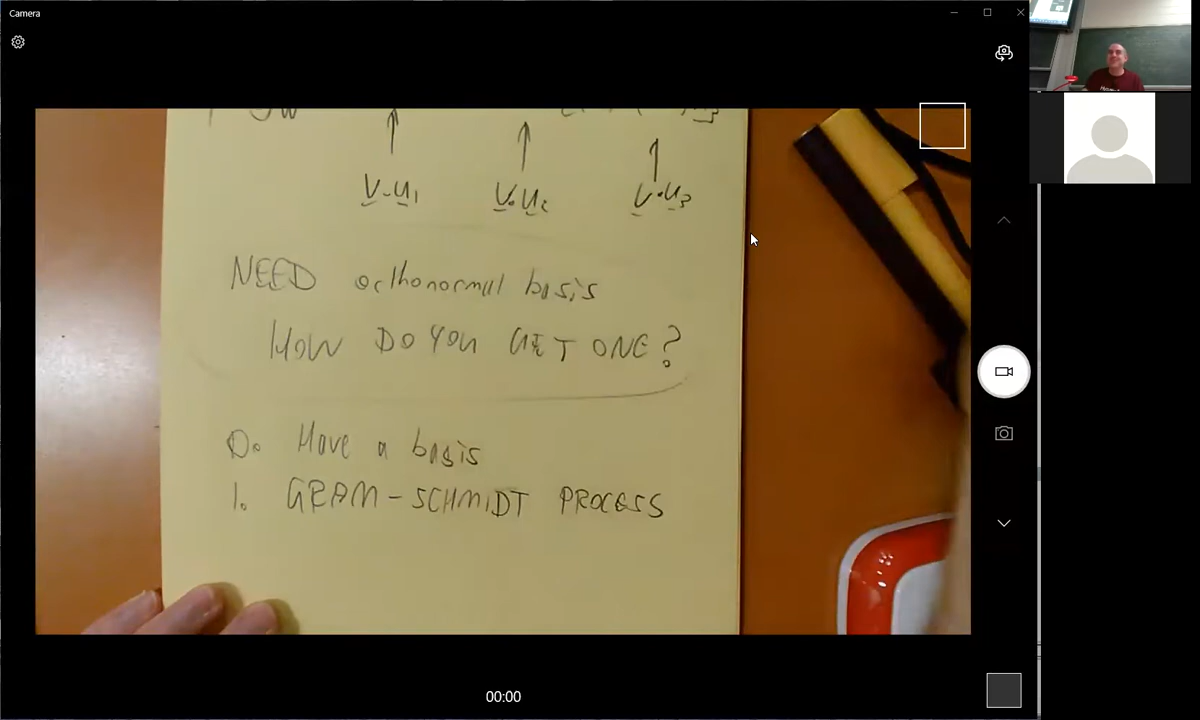 Camera
v·u1 v·u2 v·u3
NEED orthonormal basis
HOW DO YOU GET ONE?
0. Have a basis
1. GRAM-SCHMIDT PROCESS
00:00